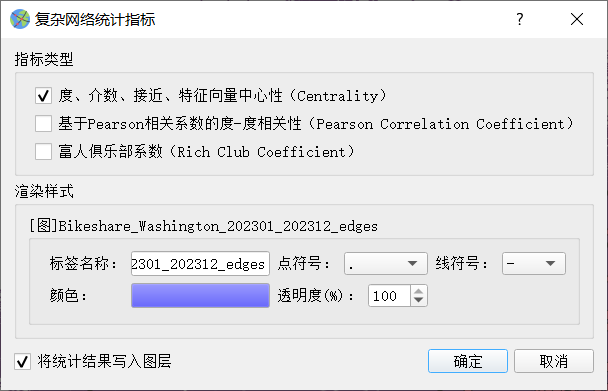 复杂网络统计指标 ?
指标类型
度、介数、接近、特征向量中心性（Centrality）
基于Pearson相关系数的度-度相关性（Pearson Correlation Coefficient）
富人俱乐部系数（Rich Club Coefficient）
渲染样式
[图]Bikeshare_Washington_202301_202312_edges
标签名称： 2301_202312_edges 点符号： . 线符号： -
颜色： 透明度(%)： 100
将统计结果写入图层 确定 取消